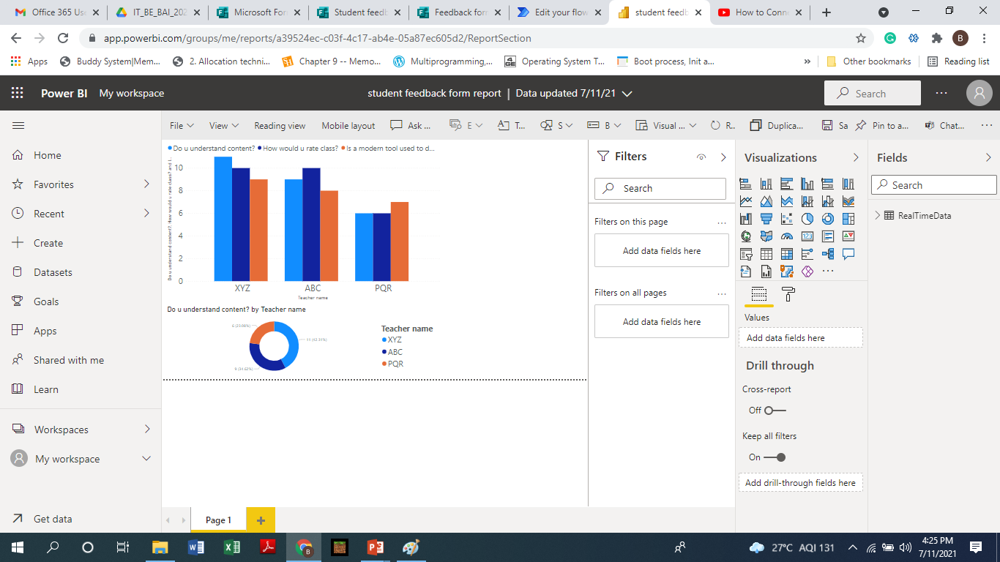 Office 365 Use
IT_BE_BAI_202
Microsoft For
Student feedb
Feedback form
Edit your flow
student feedb
How to Conne
app.powerbi.com/groups/me/reports/a39524ec-c03f-4c17-ab4e-05a87ec605d2/ReportSection
B
Apps
Buddy System|Mem...
2. Allocation techni...
Chapter 9 -- Memo...
Multiprogramming,...
Operating System T...
Boot process, Init a...
»
Other bookmarks
Reading list
Power BI My workspace
student feedback form report | Data updated 7/11/21
Search
File View Reading view Mobile layout Ask ... E T... S B Visual ... R.. Duplica... Sa Pin to a... Chat... ...
Home
Favorites
Recent
Create
Datasets
Goals
Apps
Shared with me
Learn
Workspaces
My workspace
Get data
Do u understand content? How would u rate class? Is a modern tool used to d...
Do u understand content?, How would u rate class? and I...
10
8
6
4
2
0
XYZ ABC PQR
Teacher name
Do u understand content? by Teacher name
6 (23.08%)
11 (42.31%)
9 (34.62%)
Teacher name
XYZ
ABC
PQR
Page 1
+
Filters
Search
Filters on this page
...
Add data fields here
Filters on all pages
...
Add data fields here
Visualizations
123
...
Values
Add data fields here
Drill through
Cross-report
Off
Keep all filters
On
Add drill-through fields here
Fields
Search
RealTimeData
27°C AQI 131
4:25 PM
7/11/2021